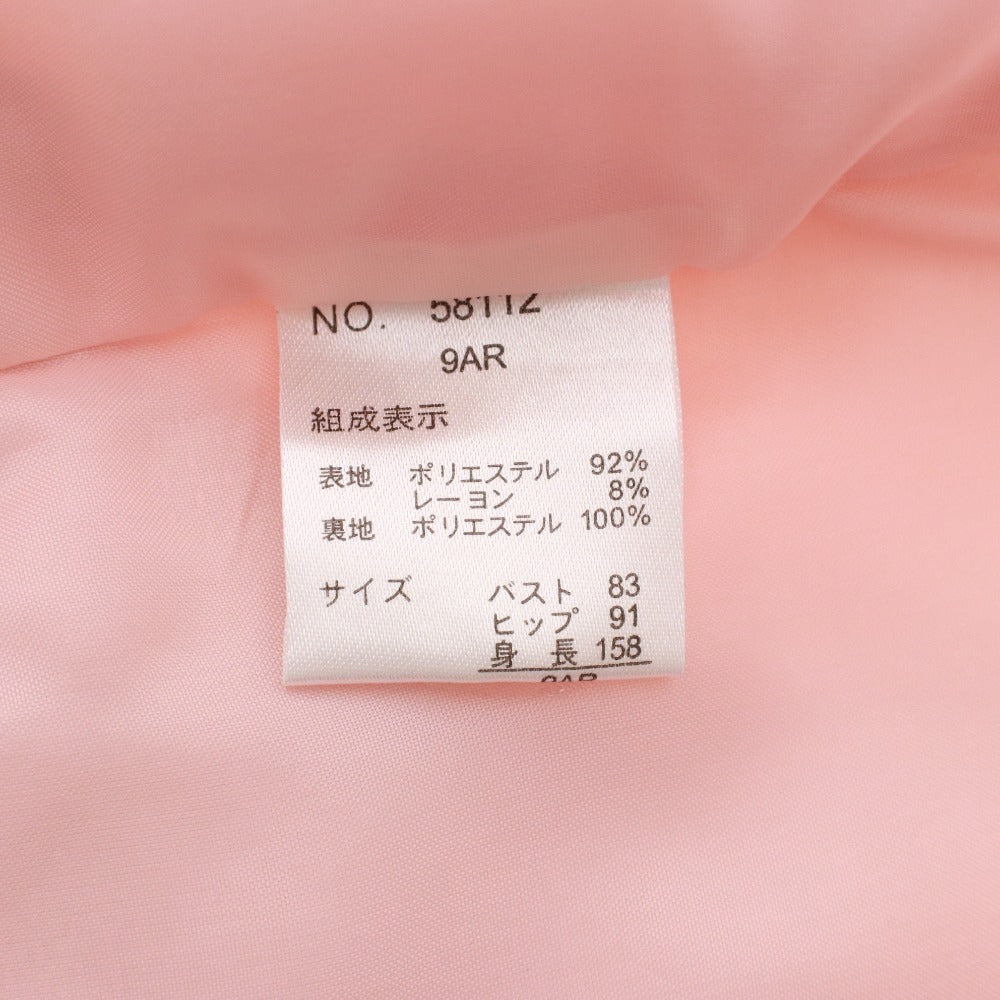 NO. 58112
9AR
組成表示
表地 ポリエステル 92%
レーヨン 8%
裏地 ポリエステル 100%
サイズ バスト 83
ヒップ 91
身 長 158
9AR